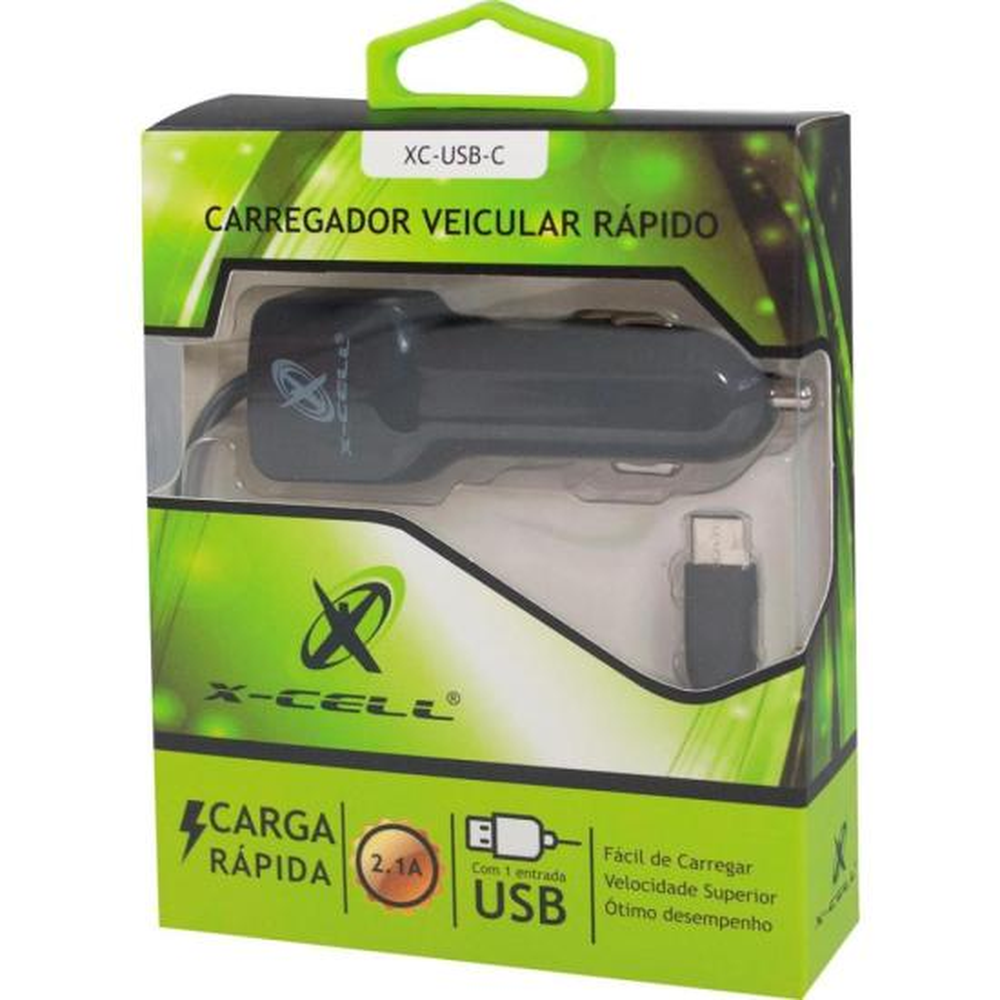 XC-USB-C
CARREGADOR VEICULAR RÁPIDO
X-CELL
X-CELL®
CARGA
RÁPIDA
2.1A
Com 1 entrada
USB
Fácil de Carregar
Velocidade Superior
Ótimo desempenho
X-CELL